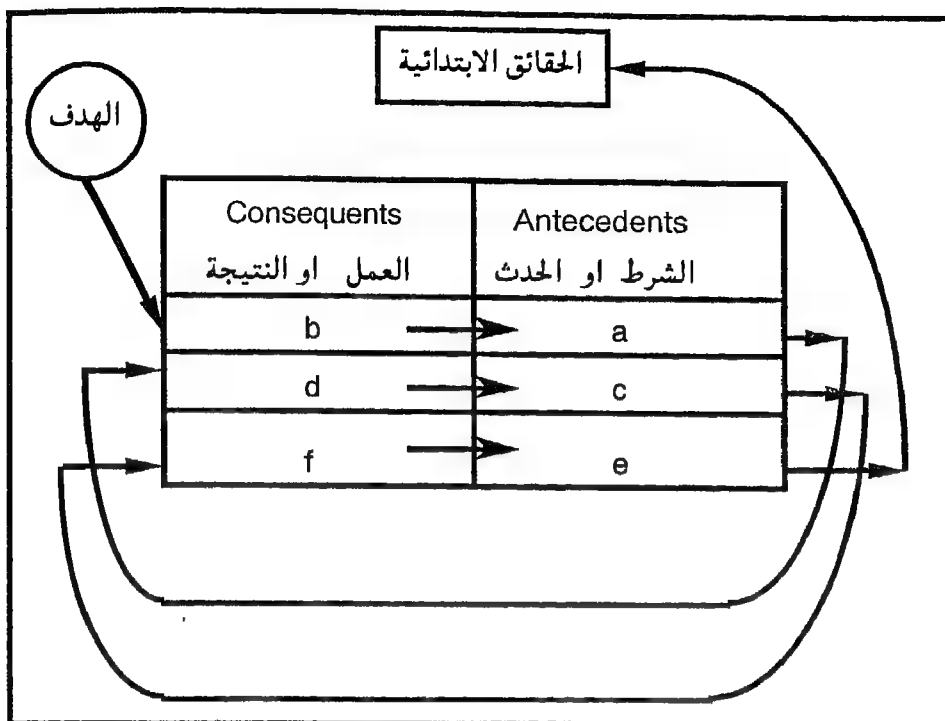 الحقائق الابتدائية
الهدف
Consequents
Antecedents
العمل او النتيجة
الشرط او الحدث
b
a
d
c
f
e